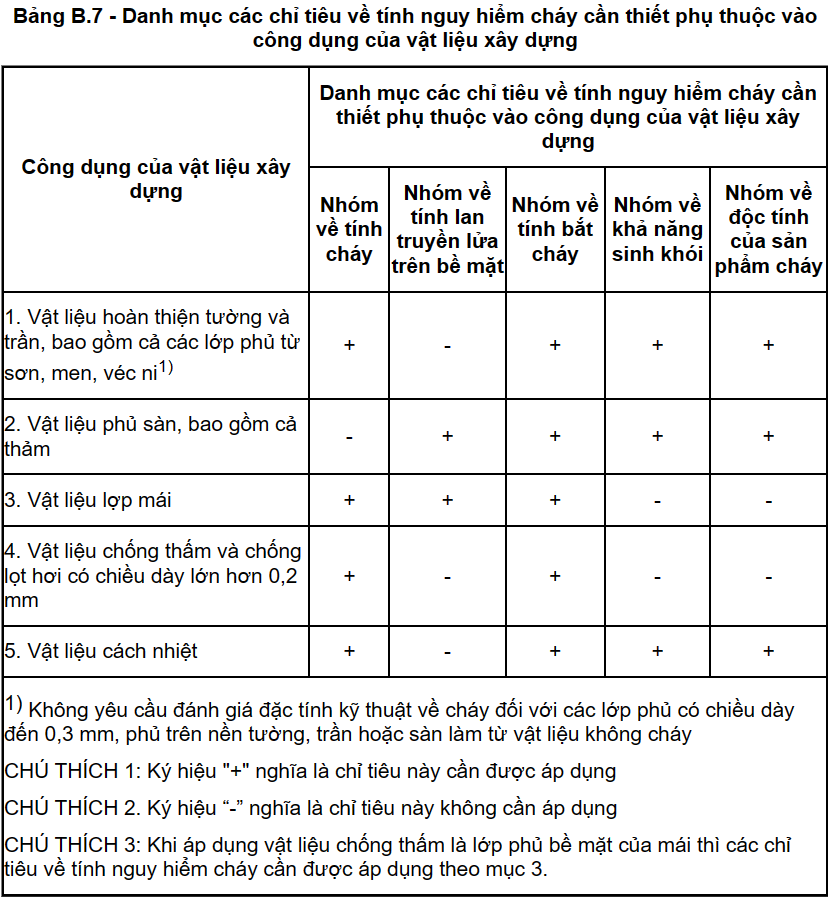 Bảng B.7 - Danh mục các chỉ tiêu về tính nguy hiểm cháy cần thiết phụ thuộc vào
công dụng của vật liệu xây dựng
Công dụng của vật liệu xây
dựng
Danh mục các chỉ tiêu về tính nguy hiểm cháy cần
thiết phụ thuộc vào công dụng của vật liệu xây
dựng
Nhóm
về tính
cháy
Nhóm về
tính lan
truyền lửa
trên bề mặt
Nhóm về
tính bắt
cháy
Nhóm về
khả năng
sinh khói
Nhóm về
độc tính
của sản
phẩm cháy
1. Vật liệu hoàn thiện tường và
trần, bao gồm cả các lớp phủ từ
sơn, men, véc ni1)
+ - + + +
2. Vật liệu phủ sàn, bao gồm cả
thảm
- + + + +
3. Vật liệu lợp mái
+ + + - -
4. Vật liệu chống thấm và chống
lọt hơi có chiều dày lớn hơn 0,2
mm
+ - + - -
5. Vật liệu cách nhiệt
+ - + + +
1) Không yêu cầu đánh giá đặc tính kỹ thuật về cháy đối với các lớp phủ có chiều dày
đến 0,3 mm, phủ trên nền tường, trần hoặc sàn làm từ vật liệu không cháy
CHÚ THÍCH 1: Ký hiệu "+" nghĩa là chỉ tiêu này cần được áp dụng
CHÚ THÍCH 2. Ký hiệu “-” nghĩa là chỉ tiêu này không cần áp dụng
CHÚ THÍCH 3: Khi áp dụng vật liệu chống thấm là lớp phủ bề mặt của mái thì các chỉ
tiêu về tính nguy hiểm cháy cần được áp dụng theo mục 3.